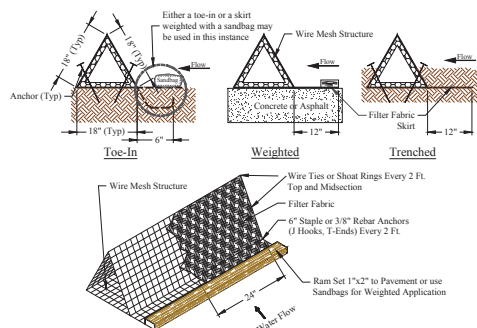 Either a toe-in or a skirt
weighted with a sandbag may
be used in this instance
18" (Typ)
18" (Typ)
Flow
Sandbag
Anchor (Typ)
18" (Typ)
6"
Toe-In
Wire Mesh Structure
Flow
Concrete or Asphalt
12"
Weighted
Flow
Filter Fabric
Skirt
12"
Trenched
Wire Mesh Structure
Wire Ties or Shoat Rings Every 2 Ft.
Top and Midsection
Filter Fabric
6" Staple or 3/8" Rebar Anchors
(J Hooks, T-Ends) Every 2 Ft.
24"
Ram Set 1"x2" to Pavement or use
Sandbags for Weighted Application
Water Flow